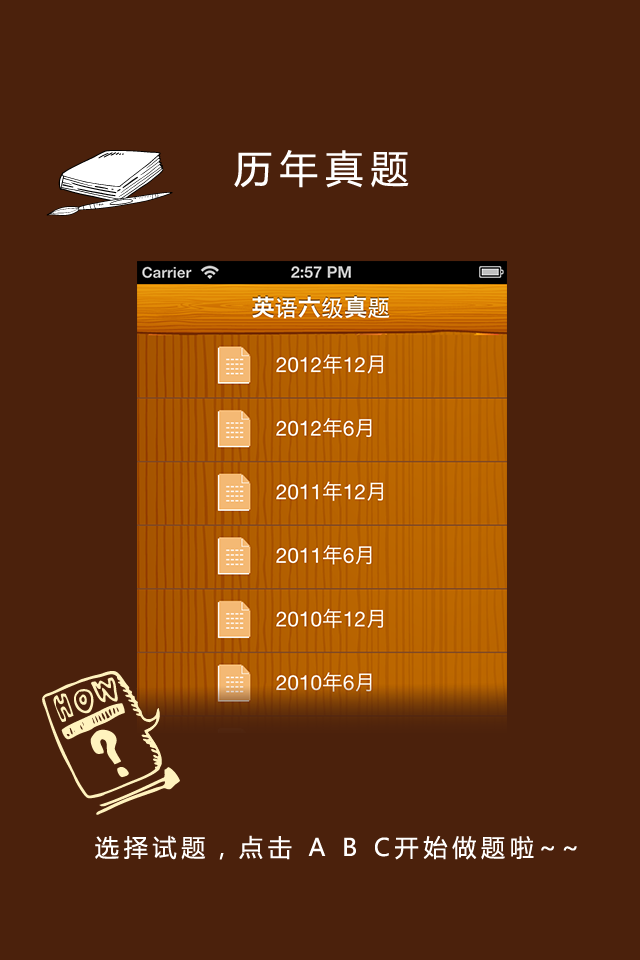 历年真题
Carrier 2:57 PM
英语六级真题
2012年12月
2012年6月
2011年12月
2011年6月
2010年12月
2010年6月
HOW
?
选择试题，点击 A B C开始做题啦~~